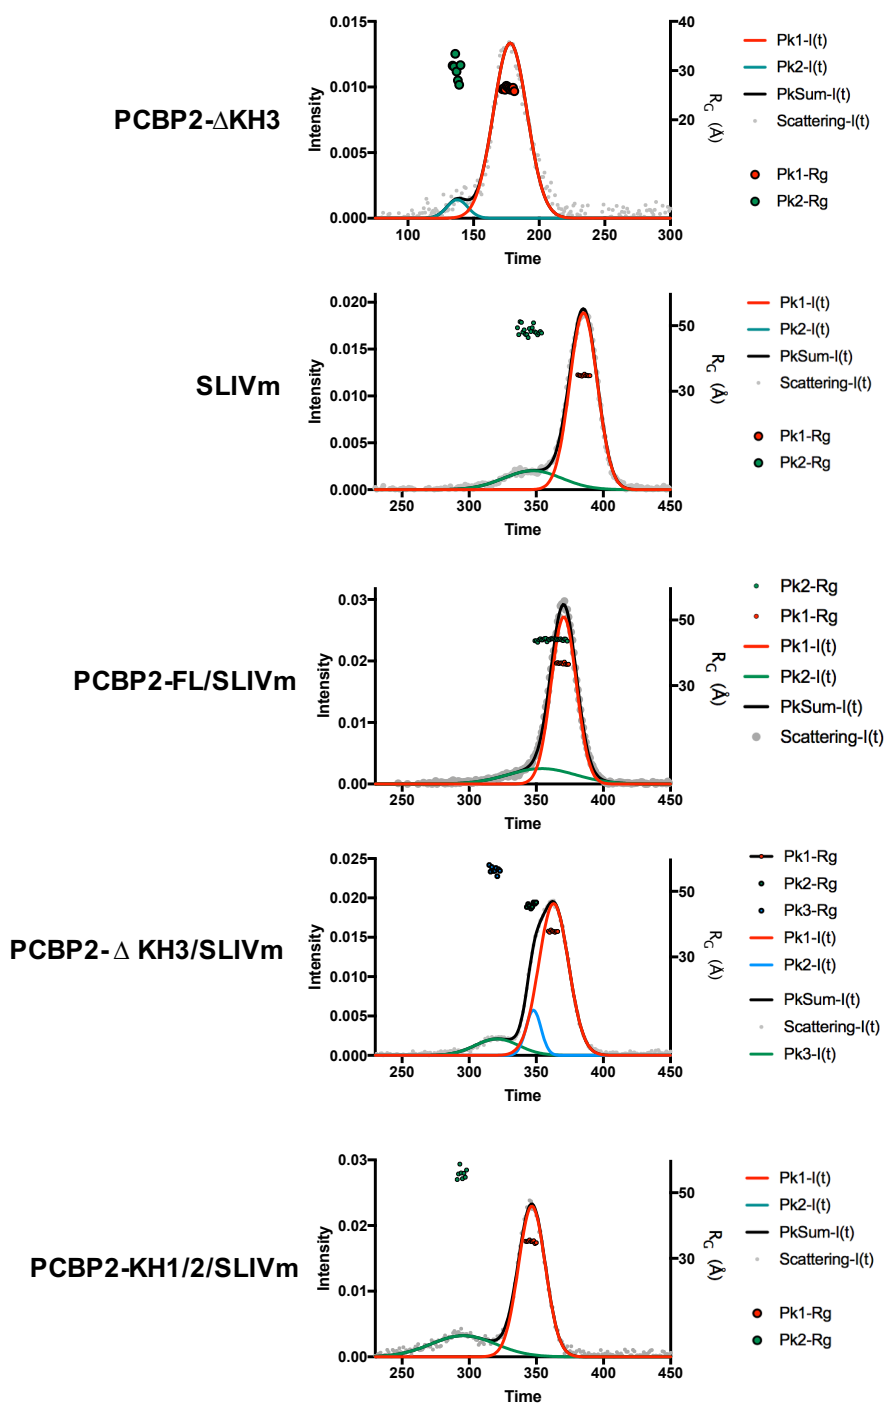 PCBP2-ΔKH3
Intensity
0.015
0.010
0.005
0.000
100
150
200
250
300
Time
40
30
20
R_G (Å)
Pk1-I(t)
Pk2-I(t)
PkSum-I(t)
Scattering-I(t)
Pk1-Rg
Pk2-Rg
SLIVm
Intensity
0.020
0.015
0.010
0.005
0.000
250
300
350
400
450
Time
50
30
R_G (Å)
Pk1-I(t)
Pk2-I(t)
PkSum-I(t)
Scattering-I(t)
Pk1-Rg
Pk2-Rg
PCBP2-FL/SLIVm
Intensity
0.03
0.02
0.01
0.00
250
300
350
400
450
Time
50
30
R_G (Å)
Pk2-Rg
Pk1-Rg
Pk1-I(t)
Pk2-I(t)
PkSum-I(t)
Scattering-I(t)
PCBP2- Δ KH3/SLIVm
Intensity
0.025
0.020
0.015
0.010
0.005
0.000
250
300
350
400
450
Time
50
30
R_G (Å)
Pk1-Rg
Pk2-Rg
Pk3-Rg
Pk1-I(t)
Pk2-I(t)
PkSum-I(t)
Scattering-I(t)
Pk3-I(t)
PCBP2-KH1/2/SLIVm
Intensity
0.03
0.02
0.01
0.00
250
300
350
400
450
Time
50
30
R_G (Å)
Pk1-I(t)
Pk2-I(t)
PkSum-I(t)
Scattering-I(t)
Pk1-Rg
Pk2-Rg